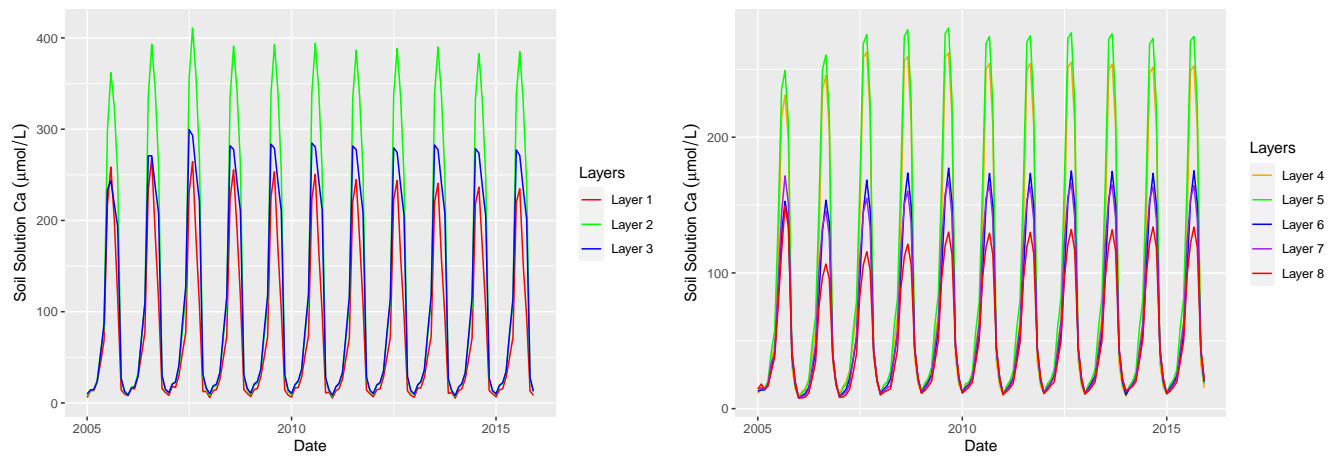 Soil Solution Ca (μmol/L)
400
300
200
100
0
2005
2010
2015
Date
Layers
Layer 1
Layer 2
Layer 3
Soil Solution Ca (μmol/L)
200
100
0
2005
2010
2015
Date
Layers
Layer 4
Layer 5
Layer 6
Layer 7
Layer 8